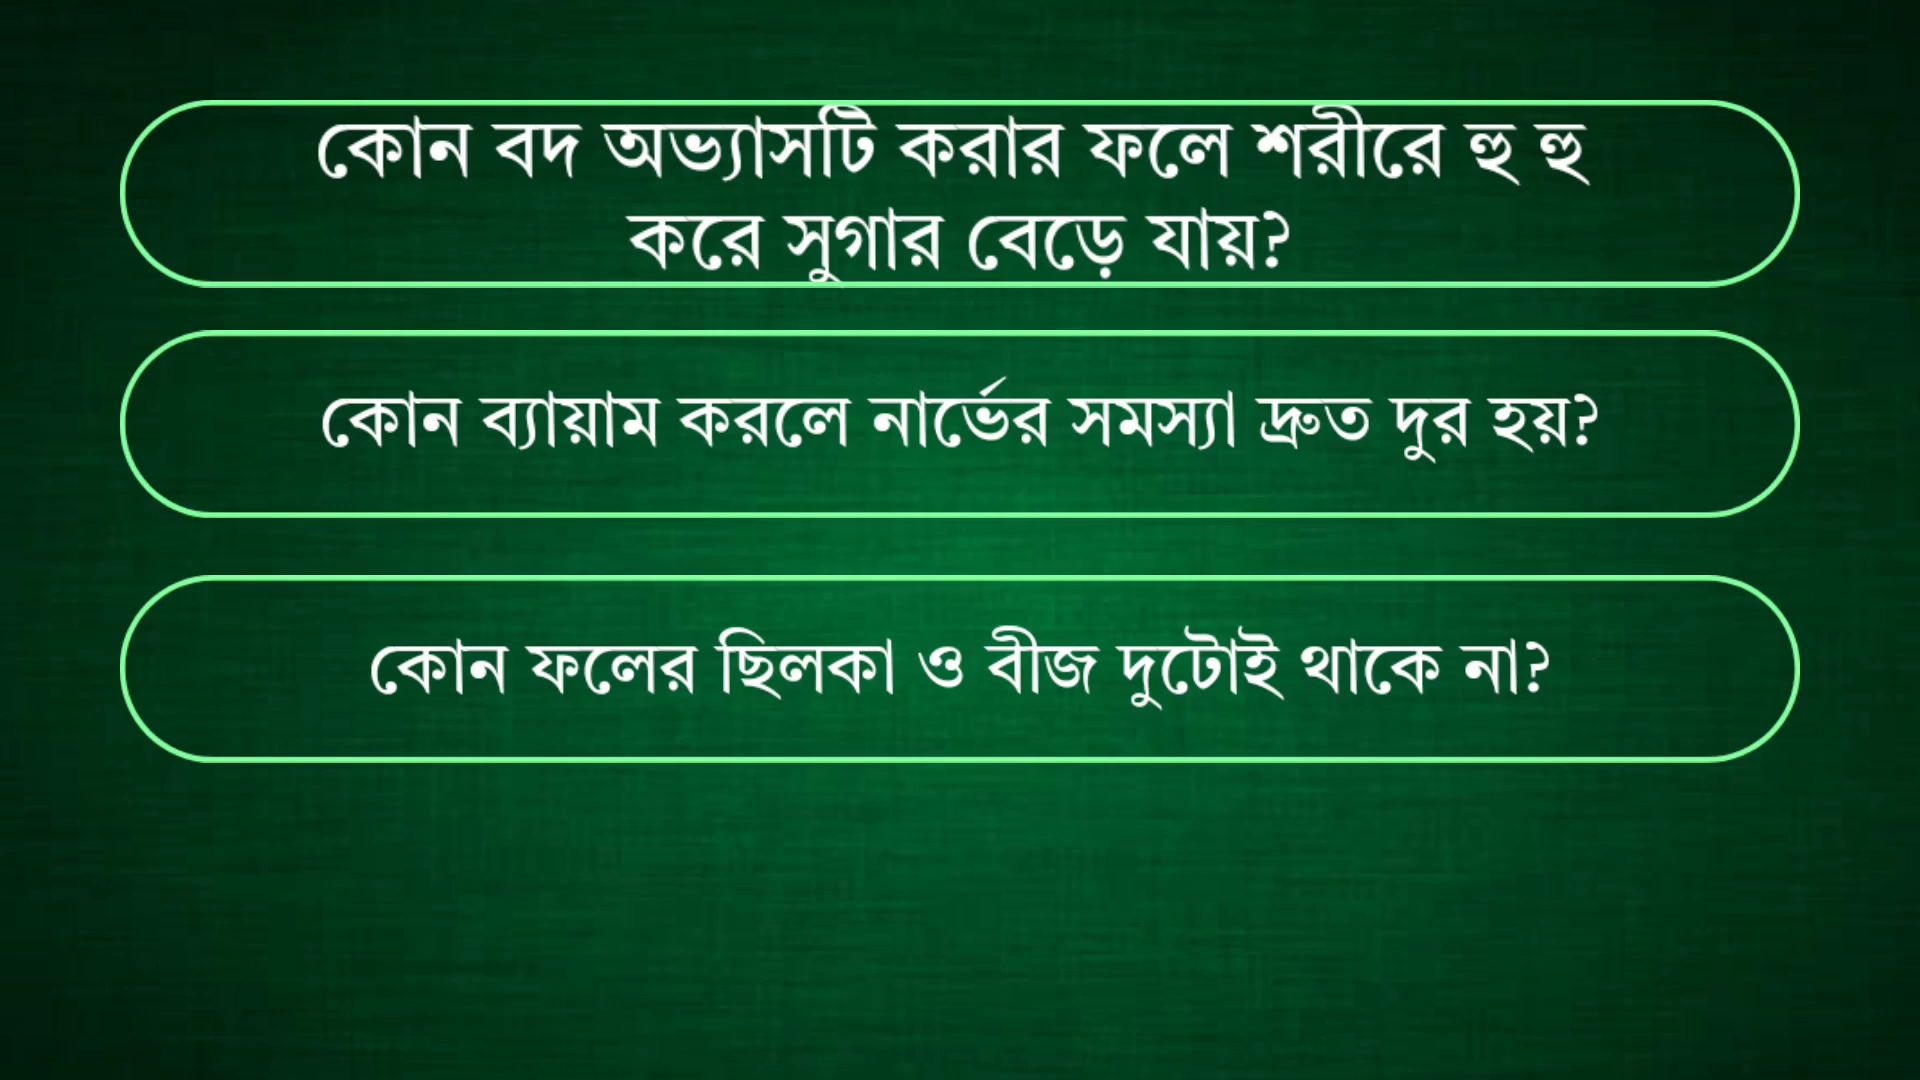 কোন বদ অভ্যাসটি করার ফলে শরীরে হু হু
করে সুগার বেড়ে যায়?
কোন ব্যায়াম করলে নার্ভের সমস্যা দ্রুত দুর হয়?
কোন ফলের ছিলকা ও বীজ দুটোই থাকে না?